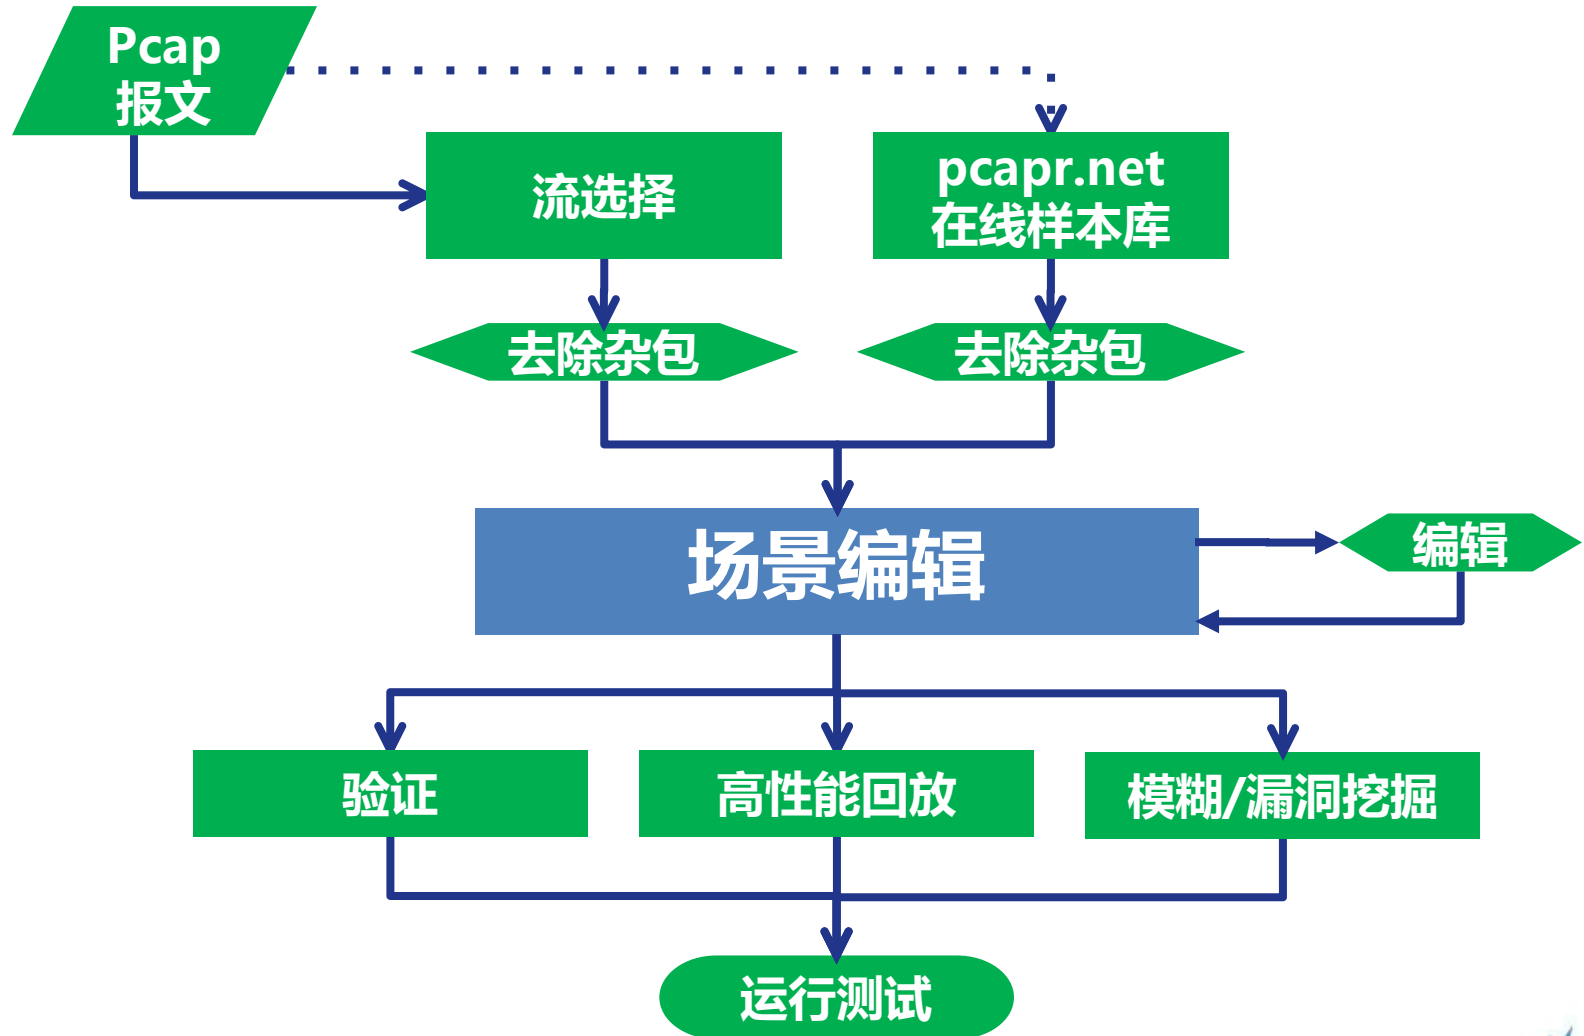 Pcap
报文
流选择
pcapr.net
在线样本库
去除杂包
去除杂包
场景编辑
编辑
验证
高性能回放
模糊/漏洞挖掘
运行测试